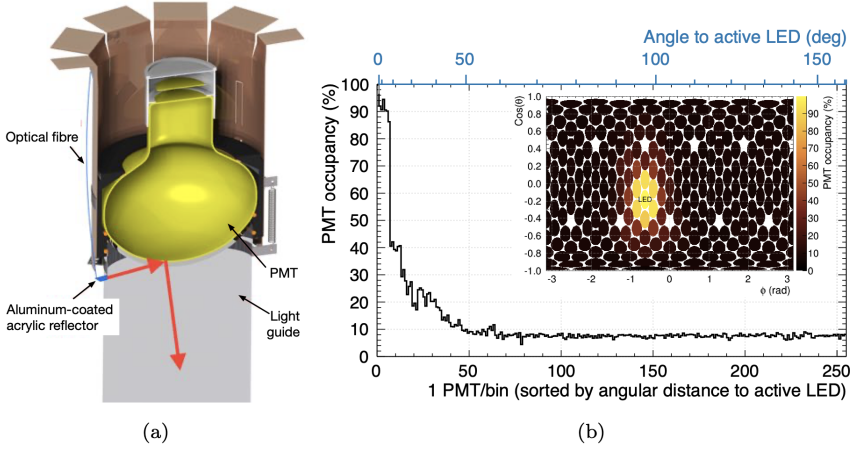 Optical fibre
PMT
Aluminum-coated
acrylic reflector
Light
guide
(a)
Angle to active LED (deg)
0 50 100 150
PMT occupancy (%)
100
90
80
70
60
50
40
30
20
10
0
0 50 100 150 200 250
1 PMT/bin (sorted by angular distance to active LED)
Cos(θ)
1.0
0.8
0.6
0.4
0.2
0.0
-0.2
-0.4
-0.6
-0.8
-1.0
LED
-3 -2 -1 0 1 2 3
ϕ (rad)
PMT occupancy (%)
90
80
70
60
50
40
30
20
10
0
(b)